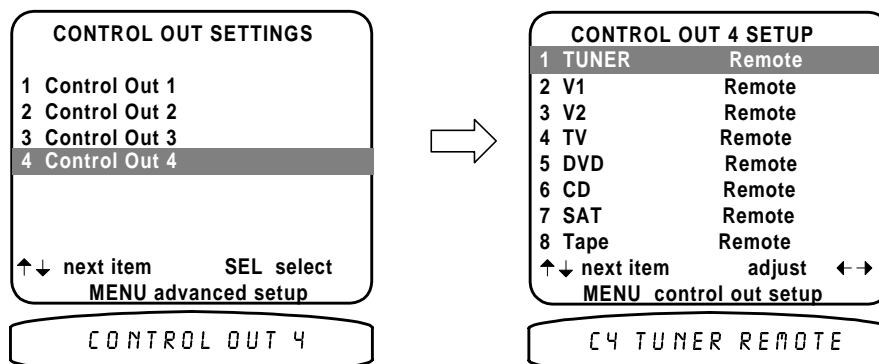 CONTROL OUT SETTINGS
1 Control Out 1
2 Control Out 2
3 Control Out 3
4 Control Out 4
↑↓ next item SEL select
MENU advanced setup
CONTROL OUT 4
CONTROL OUT 4 SETUP
1 TUNER Remote
2 V1 Remote
3 V2 Remote
4 TV Remote
5 DVD Remote
6 CD Remote
7 SAT Remote
8 Tape Remote
↑↓ next item adjust ←→
MENU control out setup
C4 TUNER REMOTE